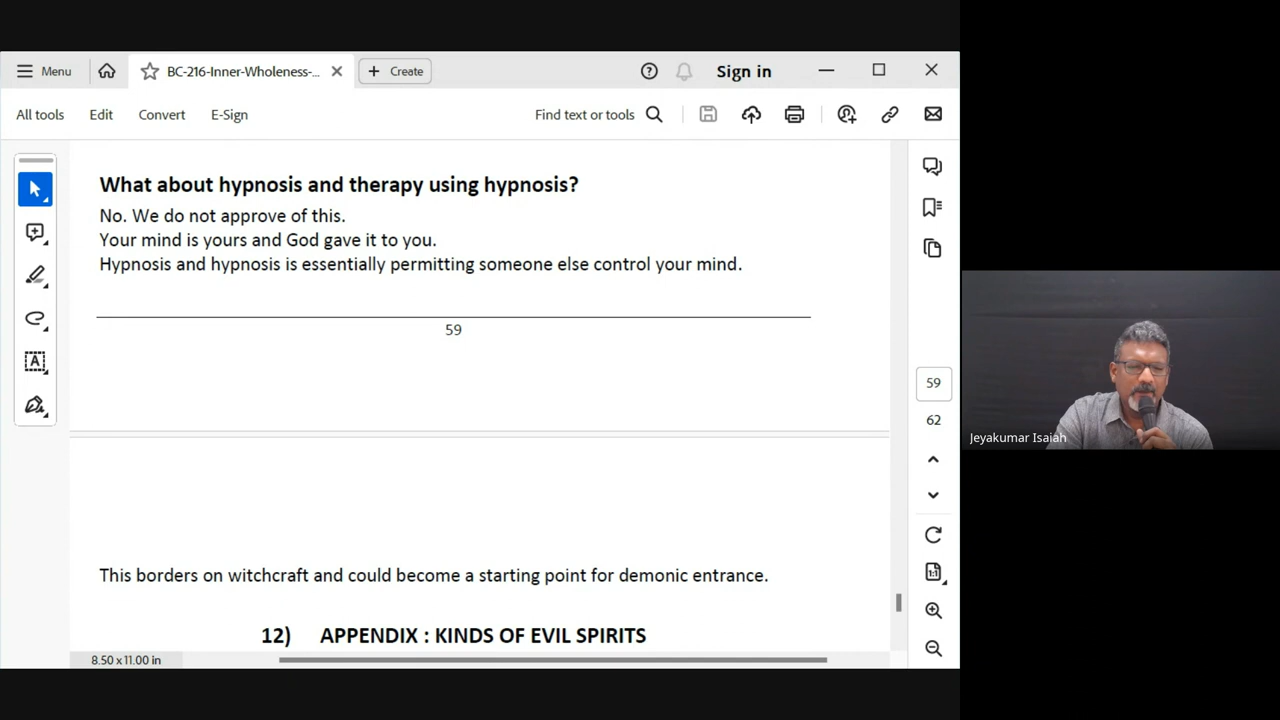 Menu
BC-216-Inner-Wholeness-...
Create
Sign in
All tools
Edit
Convert
E-Sign
Find text or tools
What about hypnosis and therapy using hypnosis?
No. We do not approve of this.
Your mind is yours and God gave it to you.
Hypnosis and hypnosis is essentially permitting someone else control your mind.
59
59
62
Jeyakumar Isaiah
This borders on witchcraft and could become a starting point for demonic entrance.
12) APPENDIX : KINDS OF EVIL SPIRITS
8.50 x 11.00 in